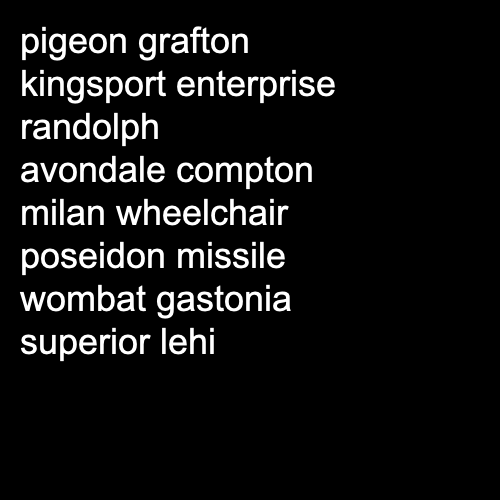 pigeon grafton
kingsport enterprise
randolph
avondale compton
milan wheelchair
poseidon missile
wombat gastonia
superior lehi